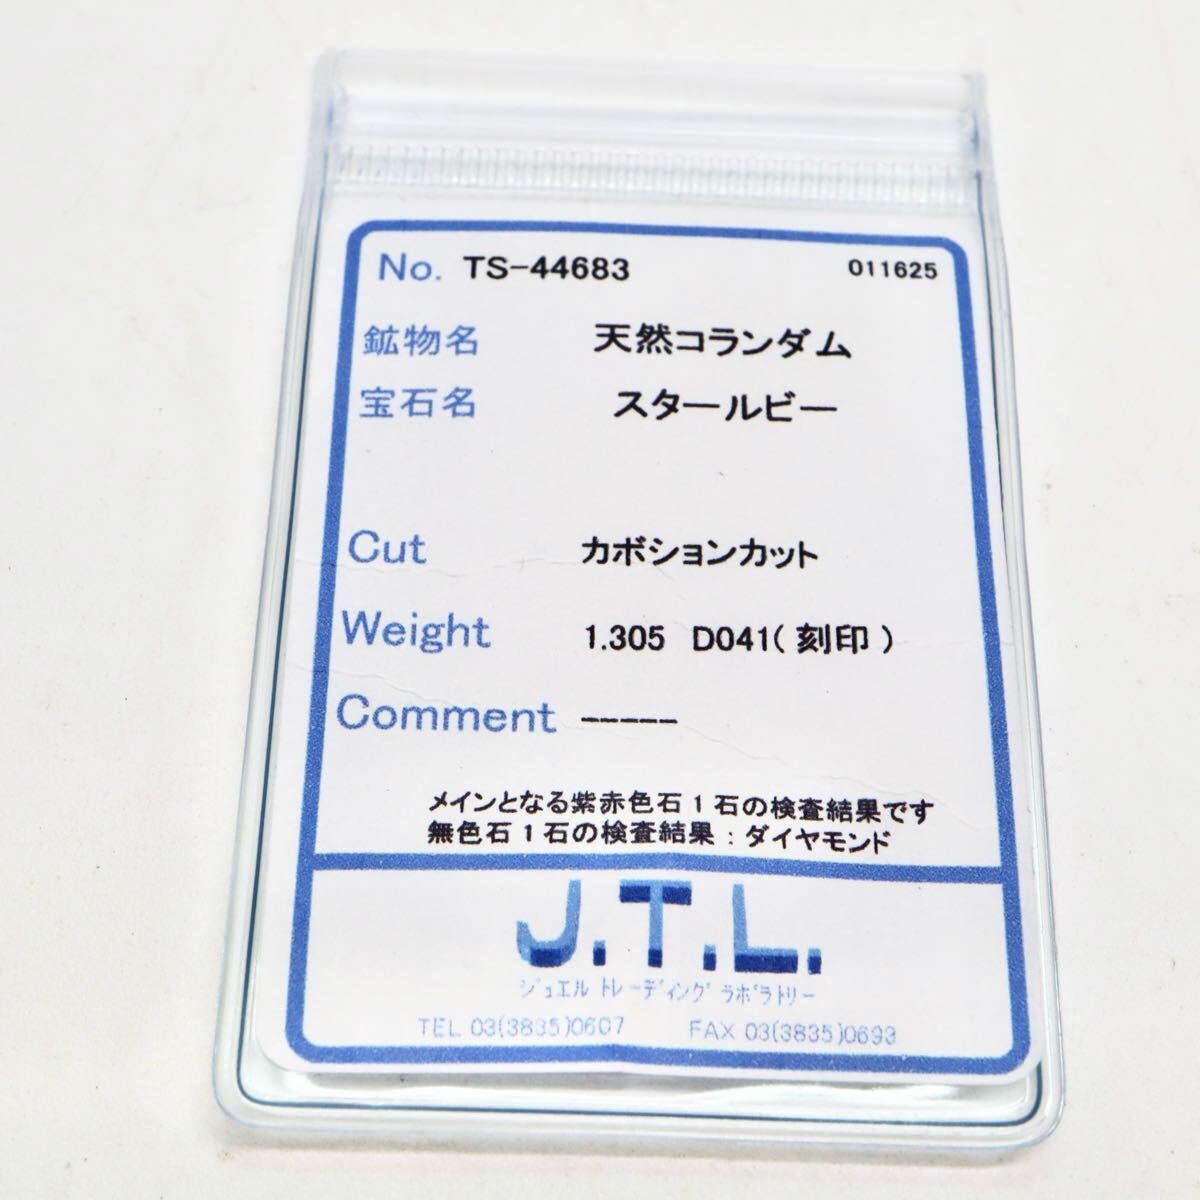 No. TS-44683 011625
鉱物名 天然コランダム
宝石名 スタールビー
Cut カボションカット
Weight 1.305 D041(刻印)
Comment -----
メインとなる紫赤色石1石の検査結果です
無色石1石の検査結果:ダイヤモンド
J.T.L.
ジュエルトレーディングラボラトリー
TEL 03(3835)0607 FAX 03(3835)0693